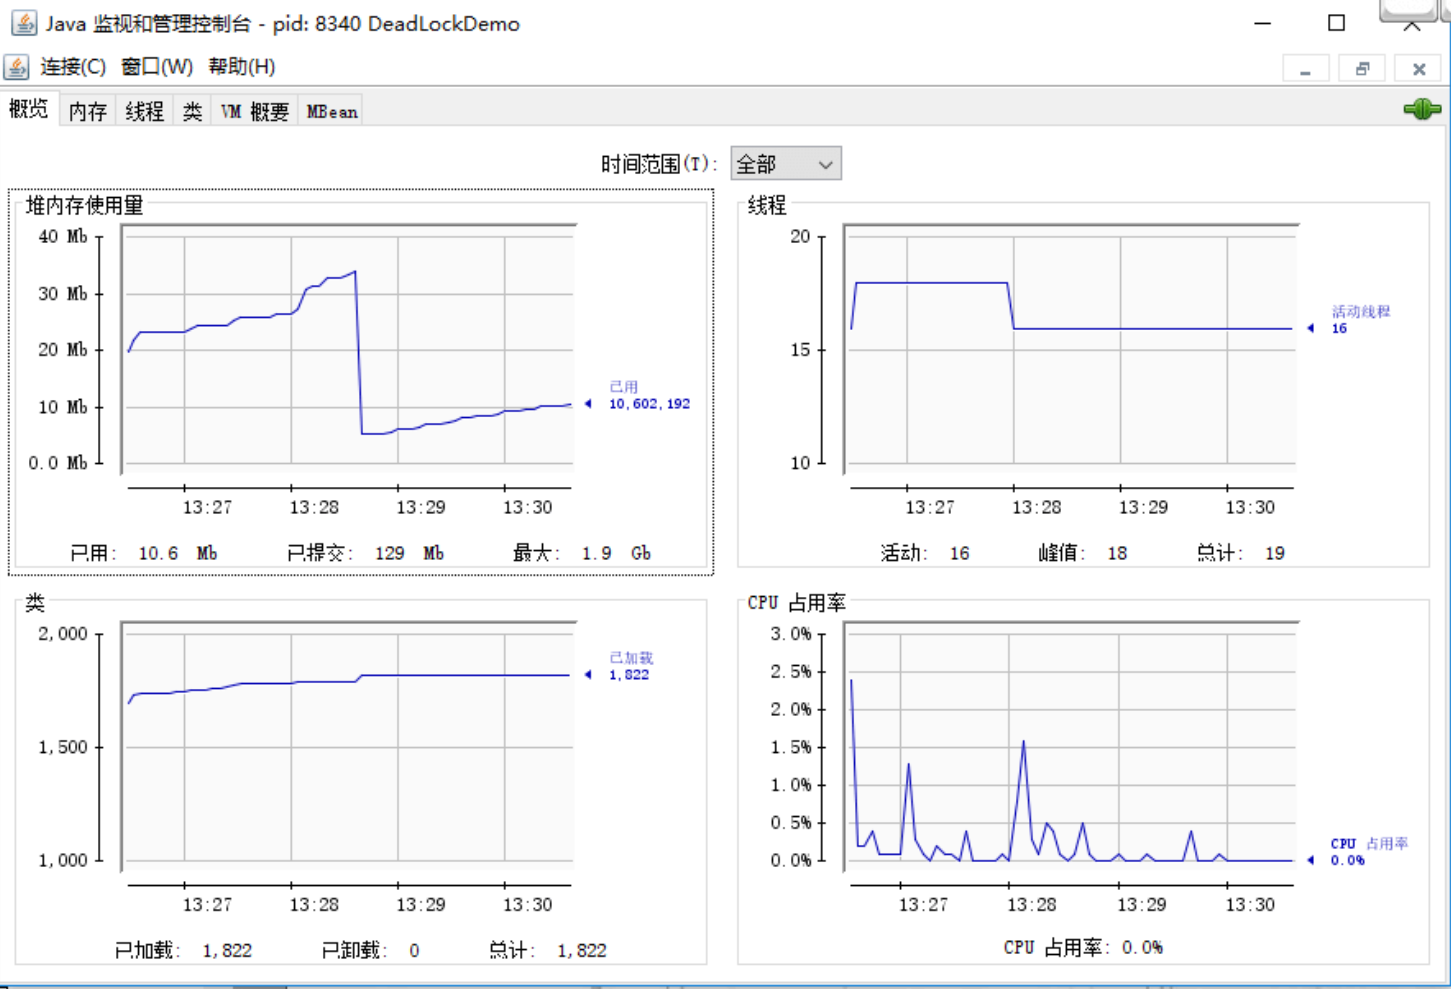 Java 监视和管理控制台 - pid: 8340 DeadLockDemo
连接(C) 窗口(W) 帮助(H)
概览 内存 线程 类 VM 概要 MBean
时间范围(T): 全部
堆内存使用量
40 Mb
30 Mb
20 Mb
10 Mb
0.0 Mb
已用
10,602,192
13:27 13:28 13:29 13:30
已用: 10.6 Mb 已提交: 129 Mb 最大: 1.9 Gb
线程
20
15
10
活动线程
16
13:27 13:28 13:29 13:30
活动: 16 峰值: 18 总计: 19
类
2,000
1,500
1,000
已加载
1,822
13:27 13:28 13:29 13:30
已加载: 1,822 已卸载: 0 总计: 1,822
CPU 占用率
3.0%
2.5%
2.0%
1.5%
1.0%
0.5%
0.0%
CPU 占用率
0.0%
13:27 13:28 13:29 13:30
CPU 占用率: 0.0%